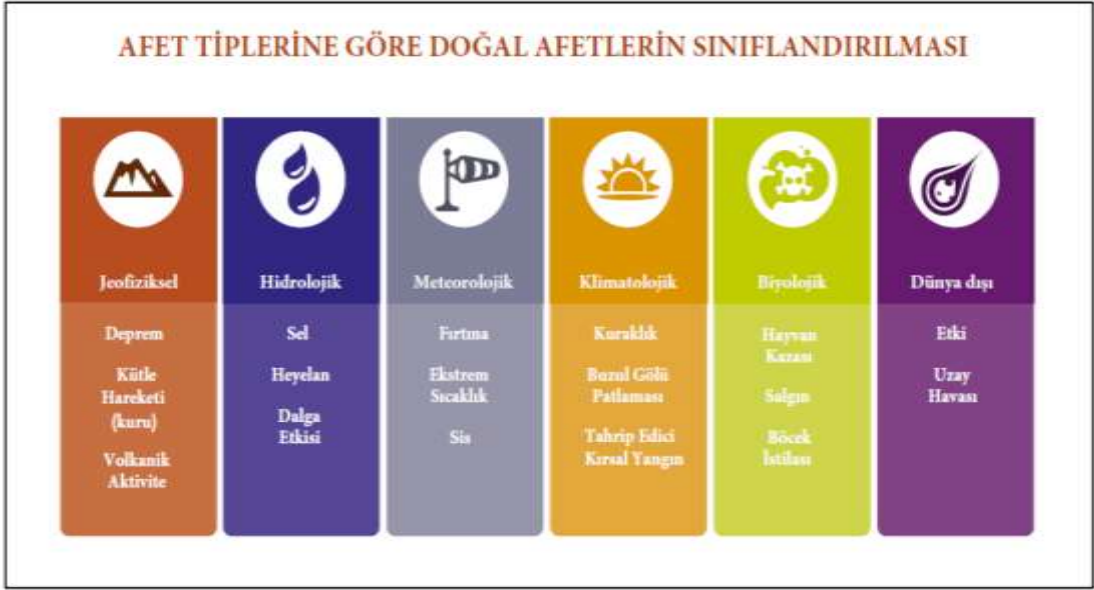 AFET TİPLERİNE GÖRE DOĞAL AFETLERİN SINIFLANDIRILMASI
Jeofiziksel
Deprem
Kütle
Hareketi
(kuru)
Volkanik
Aktivite
Hidrolojik
Sel
Heyelan
Dalga
Etkisi
Meteorolojik
Fırtına
Ekstrem
Sıcaklık
Sis
Klimatolojik
Kuraklık
Buzul Gölü
Patlaması
Tahrip Edici
Kırsal Yangın
Biyolojik
Hayvan
Kazası
Salgın
Böcek
İstilası
Dünya dışı
Etki
Uzay
Havası